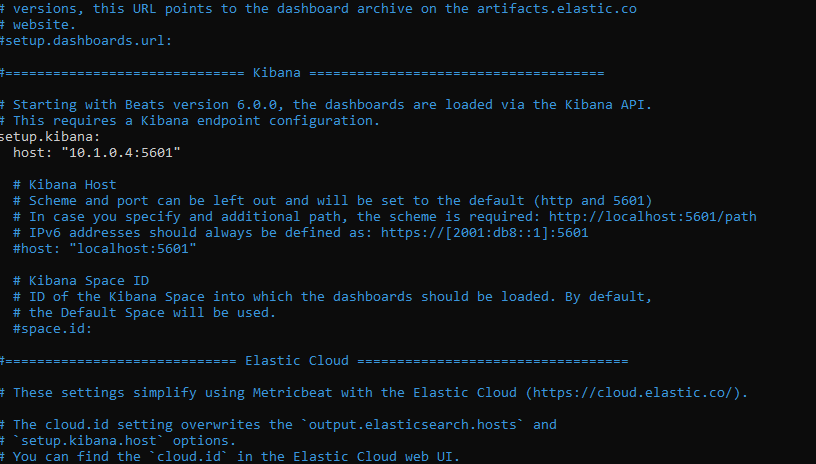 # versions, this URL points to the dashboard archive on the artifacts.elastic.co
# website.
#setup.dashboards.url:
#============================== Kibana =====================================
# Starting with Beats version 6.0.0, the dashboards are loaded via the Kibana API.
# This requires a Kibana endpoint configuration.
setup.kibana:
  host: "10.1.0.4:5601"
  # Kibana Host
  # Scheme and port can be left out and will be set to the default (http and 5601)
  # In case you specify and additional path, the scheme is required: http://localhost:5601/path
  # IPv6 addresses should always be defined as: https://[2001:db8::1]:5601
  #host: "localhost:5601"
  # Kibana Space ID
  # ID of the Kibana Space into which the dashboards should be loaded. By default,
  # the Default Space will be used.
  #space.id:
#============================= Elastic Cloud ==================================
# These settings simplify using Metricbeat with the Elastic Cloud (https://cloud.elastic.co/).
# The cloud.id setting overwrites the `output.elasticsearch.hosts` and
# `setup.kibana.host` options.
# You can find the `cloud.id` in the Elastic Cloud web UI.